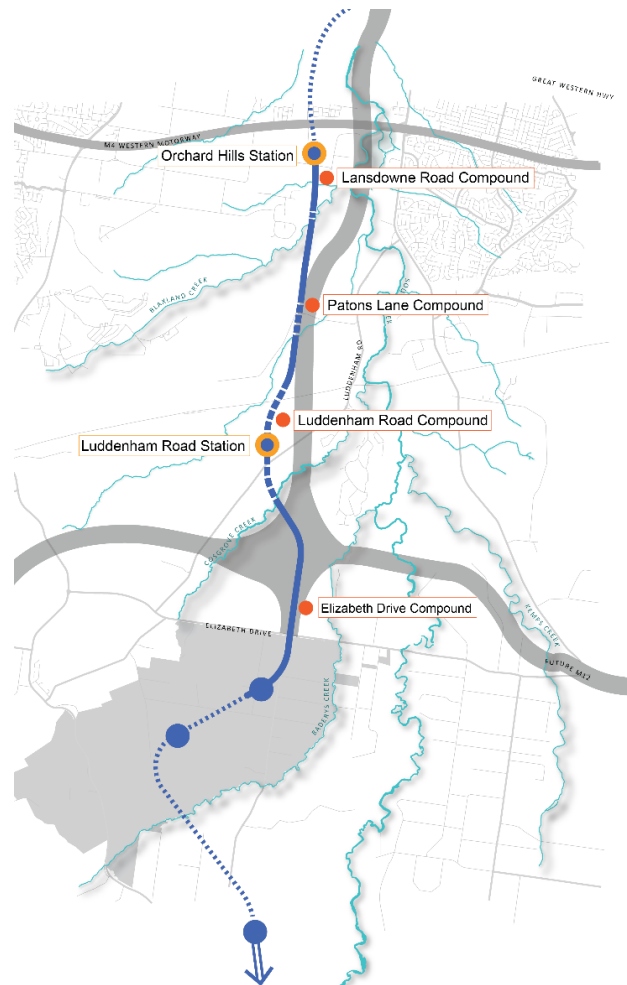 GREAT WESTERN HWY
M4 WESTERN MOTORWAY
Orchard Hills Station
Lansdowne Road Compound
BLAXLAND CREEK
Patons Lane Compound
LUDDENHAM RD
Luddenham Road Compound
Luddenham Road Station
COSGROVE CREEK
Elizabeth Drive Compound
ELIZABETH DRIVE
KEMPS CREEK
FUTURE M12
BADERYS CREEK